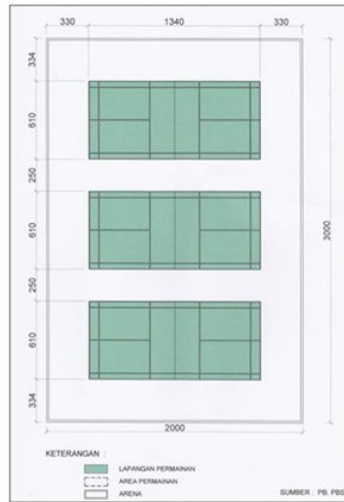 330 1340 330
334
610
250
610
250
610
334
3000
2000
KETERANGAN :
LAPANGAN PERMAINAN
AREA PERMAINAN
ARENA
SUMBER : PB. PBSI